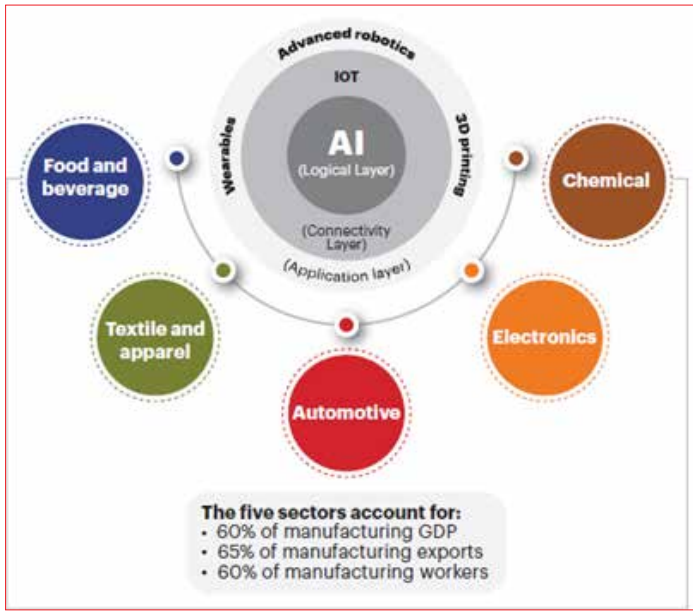 Advanced robotics
IOT
Wearables
3D printing
AI
(Logical Layer)
(Connectivity
Layer)
(Application layer)
Food and
beverage
Chemical
Textile and
apparel
Electronics
Automotive
The five sectors account for:
• 60% of manufacturing GDP
• 65% of manufacturing exports
• 60% of manufacturing workers